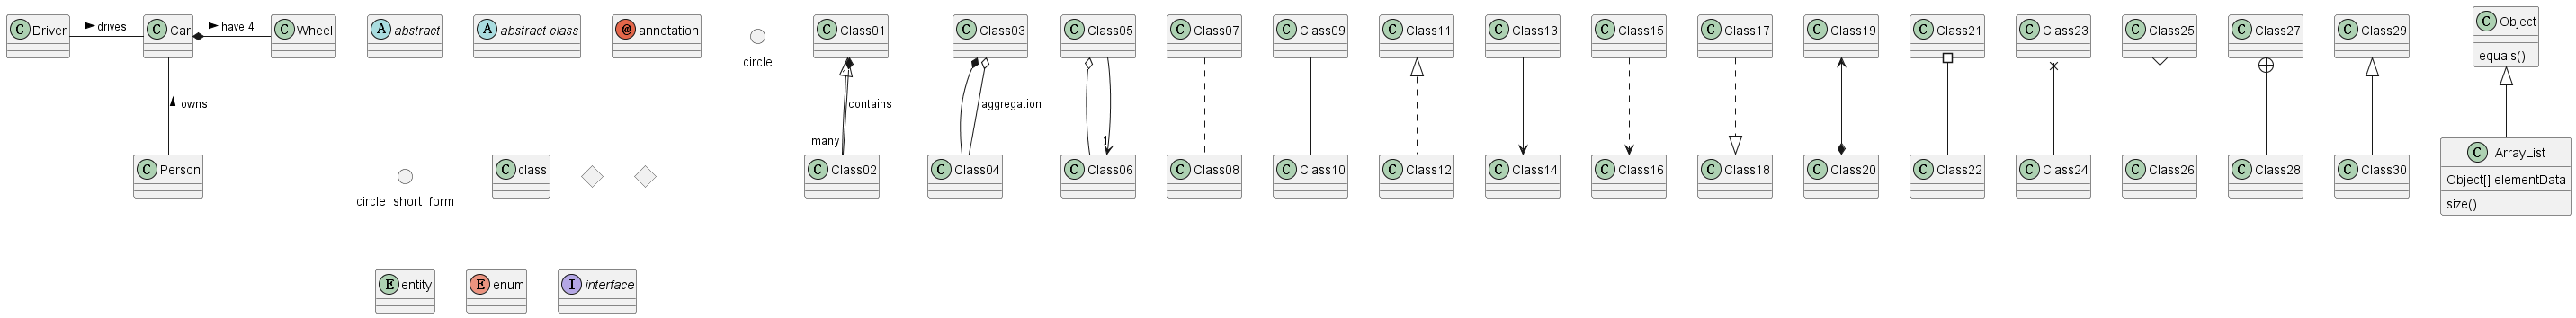 C Driver
► drives
C Car
► have 4
C Wheel
A abstract
A abstract class
@ annotation
circle
C Class01
C Class03
C Class05
C Class07
C Class09
C Class11
C Class13
C Class15
C Class17
C Class19
C Class21
C Class23
C Class25
C Class27
C Class29
C Object
equals()
1
owns
contains
aggregation
many
1
C Person
circle_short_form
C class
C Class02
C Class04
C Class06
C Class08
C Class10
C Class12
C Class14
C Class16
C Class18
C Class20
C Class22
C Class24
C Class26
C Class28
C Class30
C ArrayList
Object[] elementData
size()
E entity
E enum
I interface